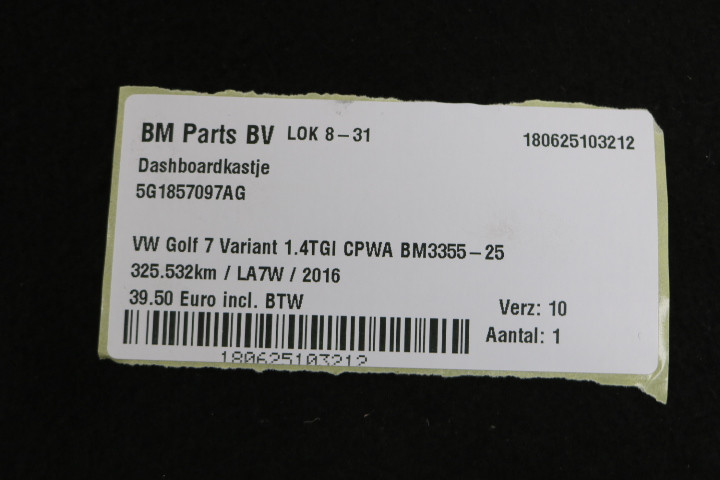 BM Parts BV LOK 8-31 180625103212
Dashboardkastje
5G1857097AG
VW Golf 7 Variant 1.4TGI CPWA BM3355-25
325.532km / LA7W / 2016
39.50 Euro incl. BTW Verz: 10
Aantal: 1
180625103212